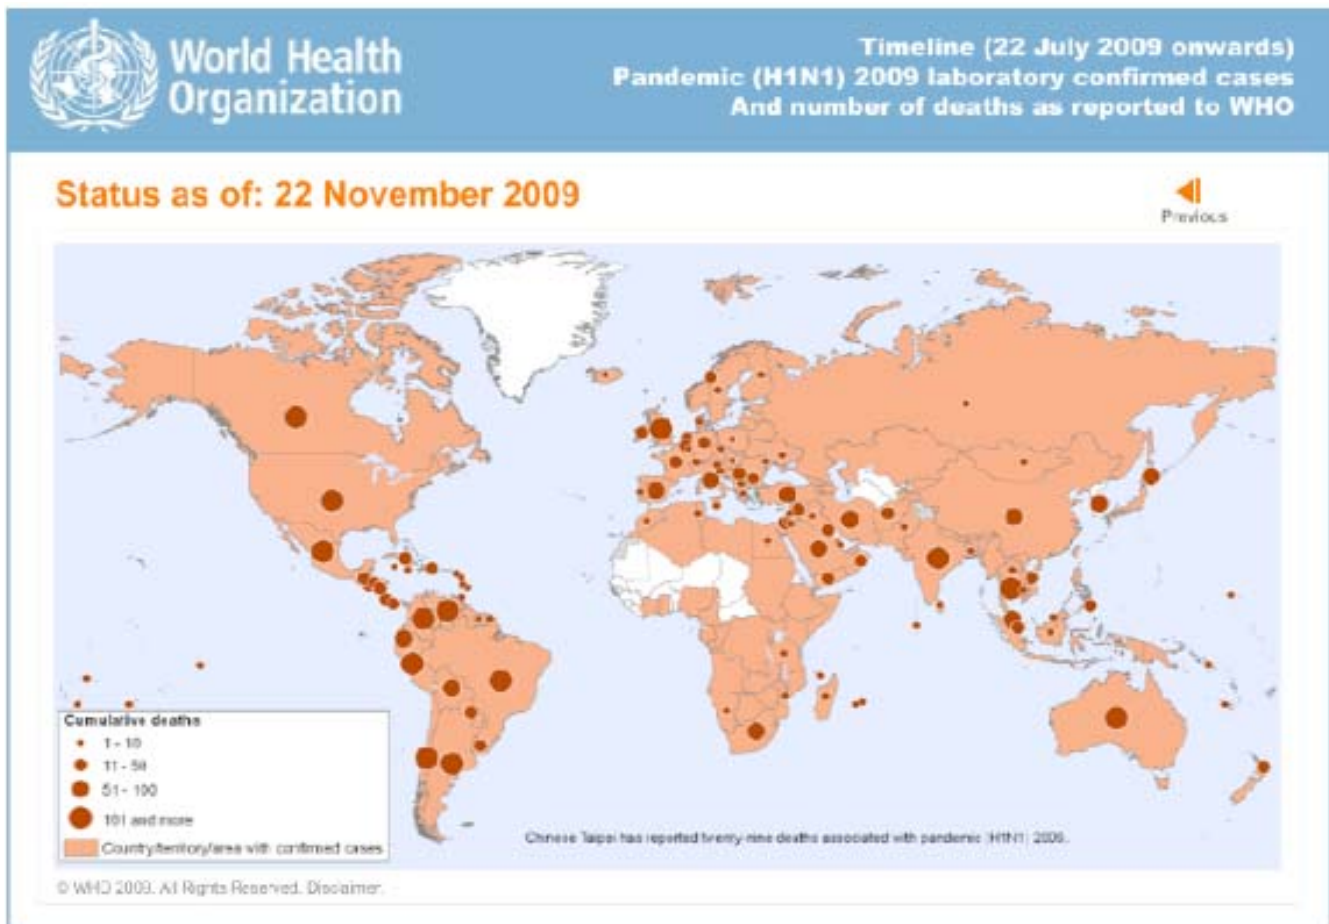 World Health
Organization
Timeline (22 July 2009 onwards)
Pandemic (H1N1) 2009 laboratory confirmed cases
And number of deaths as reported to WHO
Status as of: 22 November 2009
Previous
Cumulative deaths
1 - 10
11 - 50
51 - 100
101 and more
Country/territory/area with confirmed cases
Chinese Taipei has reported twenty-nine deaths associated with pandemic (H1N1) 2009.
© WHO 2009. All Rights Reserved. Disclaimer.